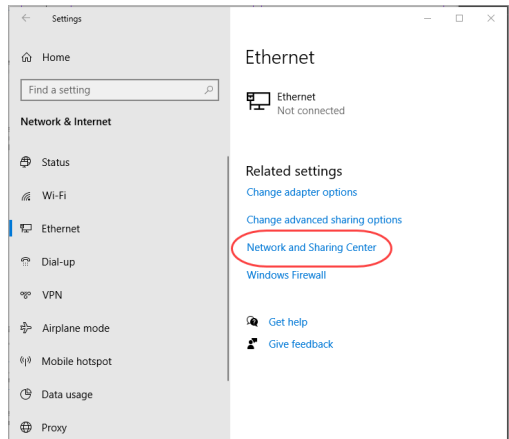 Settings
Home
Find a setting
Network & Internet
Status
Wi-Fi
Ethernet
Dial-up
VPN
Airplane mode
Mobile hotspot
Data usage
Proxy
Ethernet
Ethernet
Not connected
Related settings
Change adapter options
Change advanced sharing options
Network and Sharing Center
Windows Firewall
Get help
Give feedback